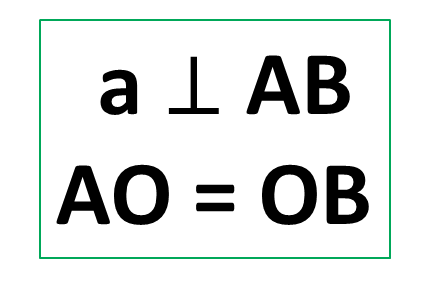 a ⊥ AB
AO = OB